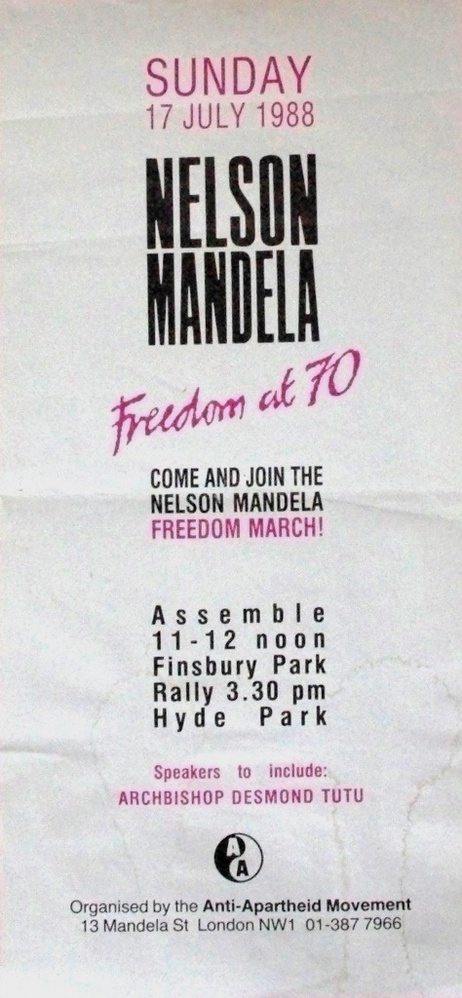 SUNDAY
17 JULY 1988
NELSON
MANDELA
Freedom at 70
COME AND JOIN THE
NELSON MANDELA
FREEDOM MARCH!
Assemble
11-12 noon
Finsbury Park
Rally 3.30 pm
Hyde Park
Speakers to include:
ARCHBISHOP DESMOND TUTU
A
A
Organised by the Anti-Apartheid Movement
13 Mandela St London NW1 01-387 7966